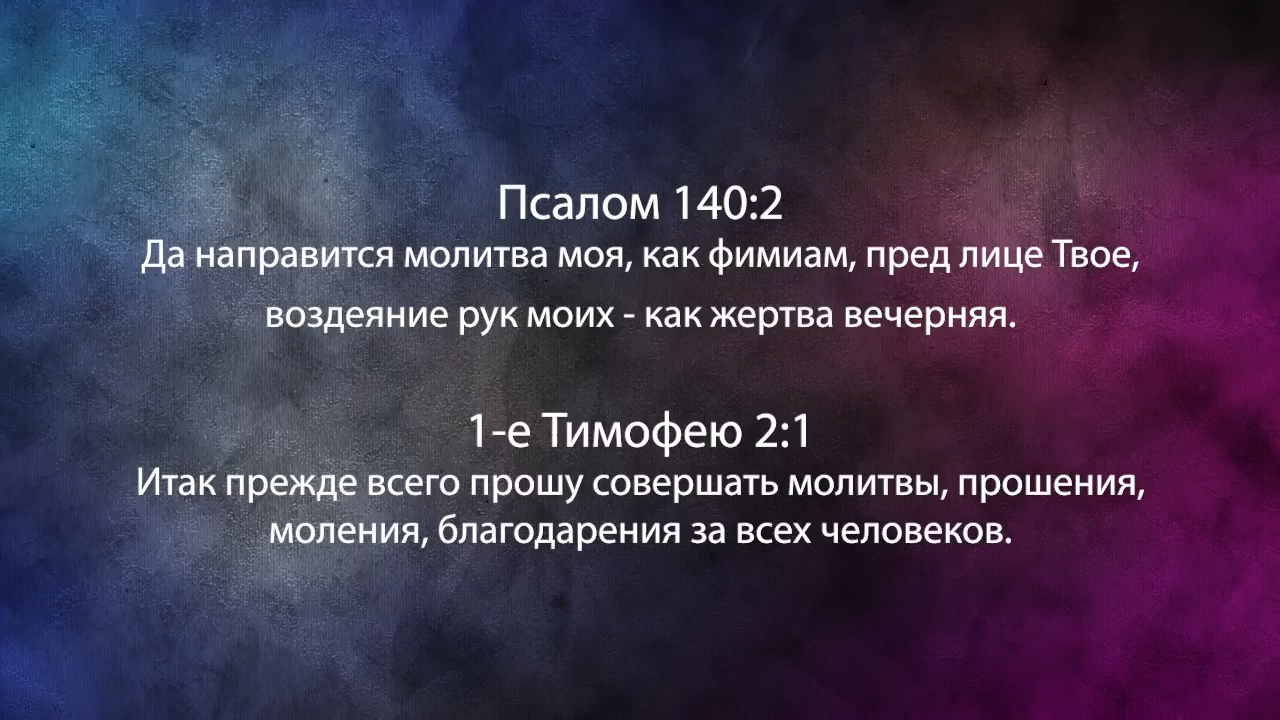 Псалом 140:2
Да направится молитва моя, как фимиам, пред лице Твое,
воздеяние рук моих - как жертва вечерняя.
1-е Тимофею 2:1
Итак прежде всего прошу совершать молитвы, прошения,
моления, благодарения за всех человеков.